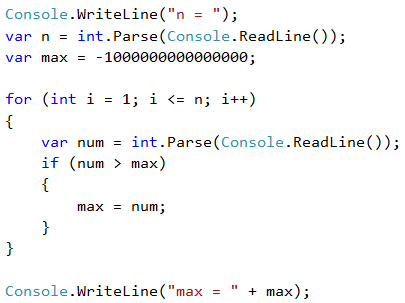 Console.WriteLine("n = ");
var n = int.Parse(Console.ReadLine());
var max = -1000000000000000;
for (int i = 1; i <= n; i++)
{
var num = int.Parse(Console.ReadLine());
if (num > max)
{
max = num;
}
}
Console.WriteLine("max = " + max);